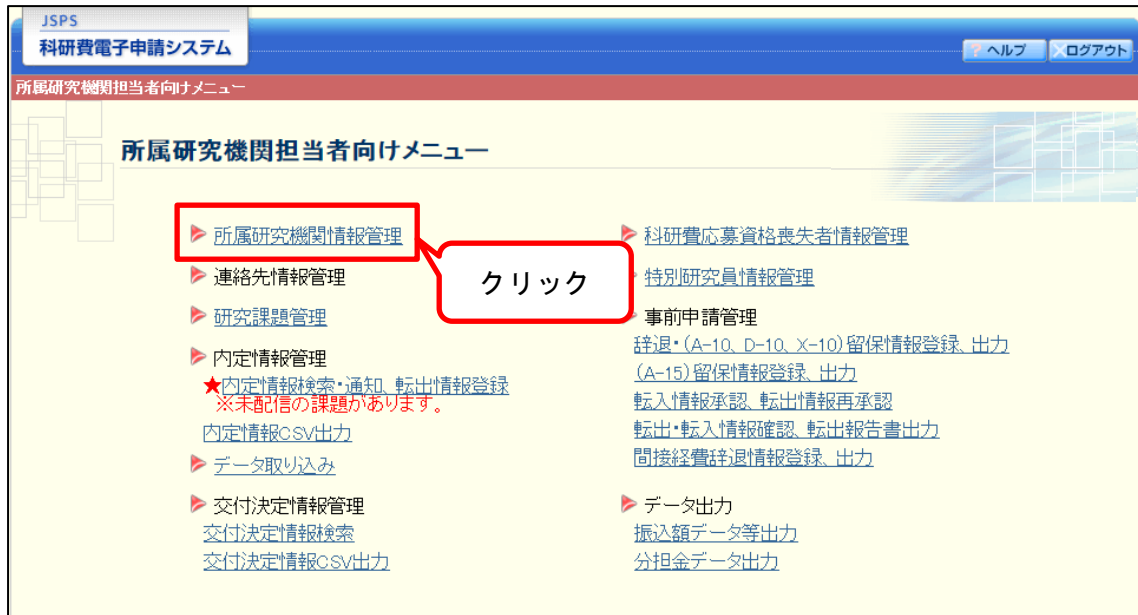 JSPS
科研費電子申請システム
ヘルプ
ログアウト
所属研究機関担当者向けメニュー
所属研究機関担当者向けメニュー
所属研究機関情報管理
連絡先情報管理
研究課題管理
内定情報管理
★内定情報検索・通知、転出情報登録
※未配信の課題があります。
内定情報CSV出力
データ取り込み
交付決定情報管理
交付決定情報検索
交付決定情報CSV出力
クリック
科研費応募資格喪失者情報管理
特別研究員情報管理
事前申請管理
辞退・(A-10、D-10、X-10)留保情報登録、出力
(A-15)留保情報登録、出力
転入情報承認、転出情報再承認
転出・転入情報確認、転出報告書出力
間接経費辞退情報登録、出力
データ出力
振込額データ等出力
分担金データ出力